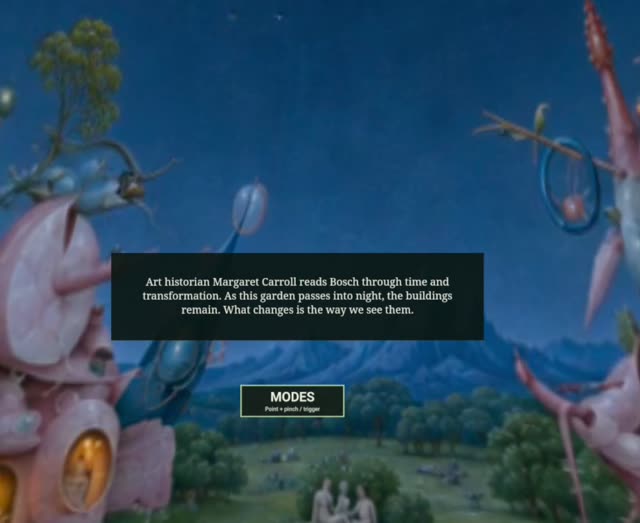 Art historian Margaret Carroll reads Bosch through time and
transformation. As this garden passes into night, the buildings
remain. What changes is the way we see them.
MODES
Point + pinch / trigger